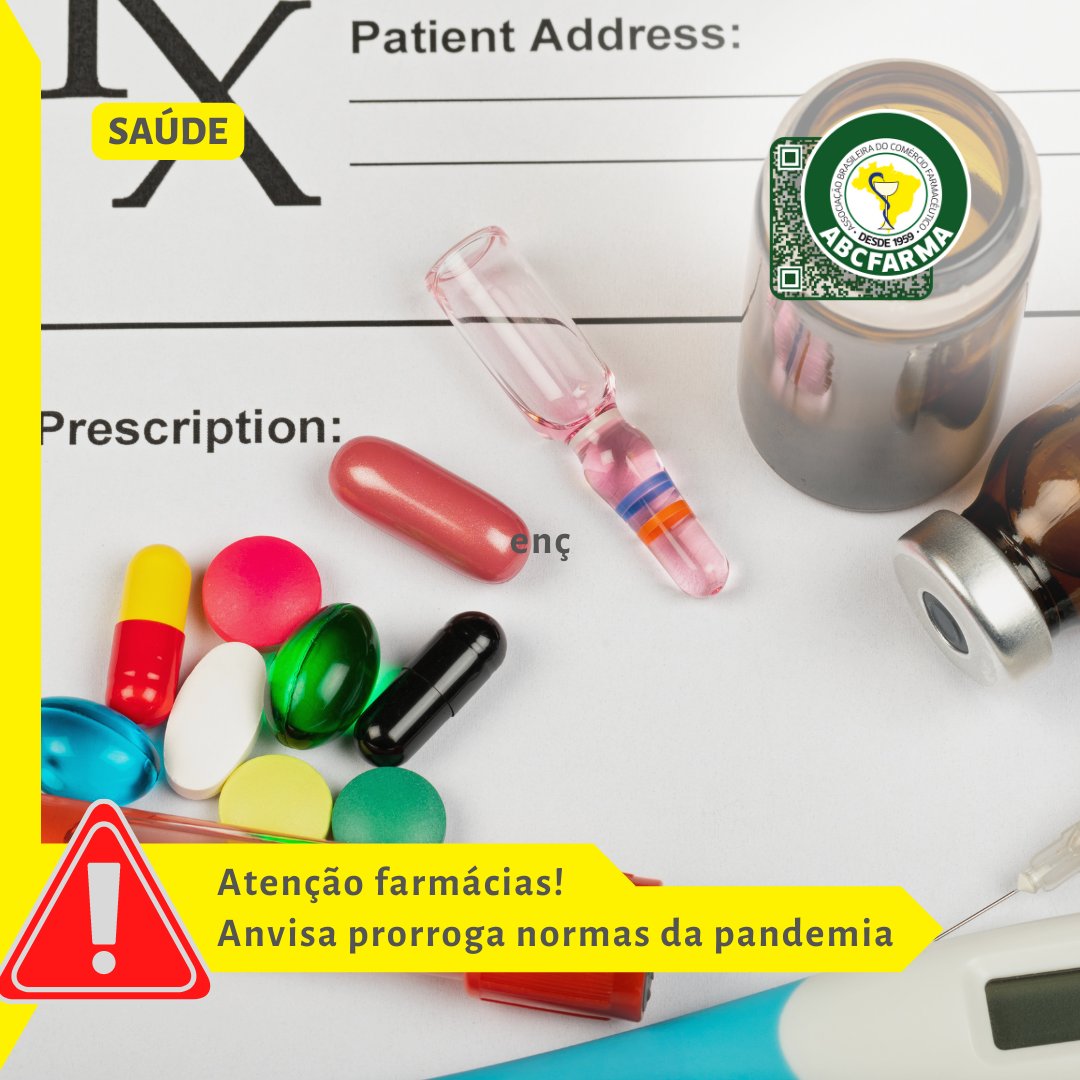 RX
Patient Address:
SAÚDE
ASSOCIAÇÃO BRASILEIRA DO COMÉRCIO FARMACÊUTICO
• DESDE 1959 •
ABCFARMA
Prescription:
enç
!
Atenção farmácias!
Anvisa prorroga normas da pandemia